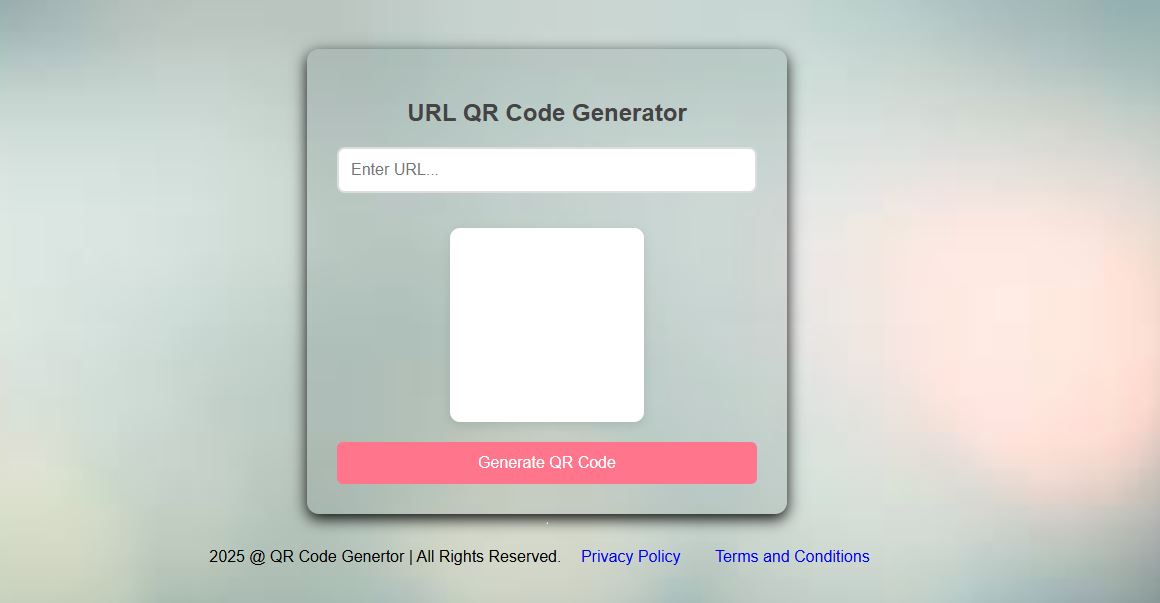 URL QR Code Generator
Enter URL...
Generate QR Code
2025 @ QR Code Genertor | All Rights Reserved. Privacy Policy Terms and Conditions